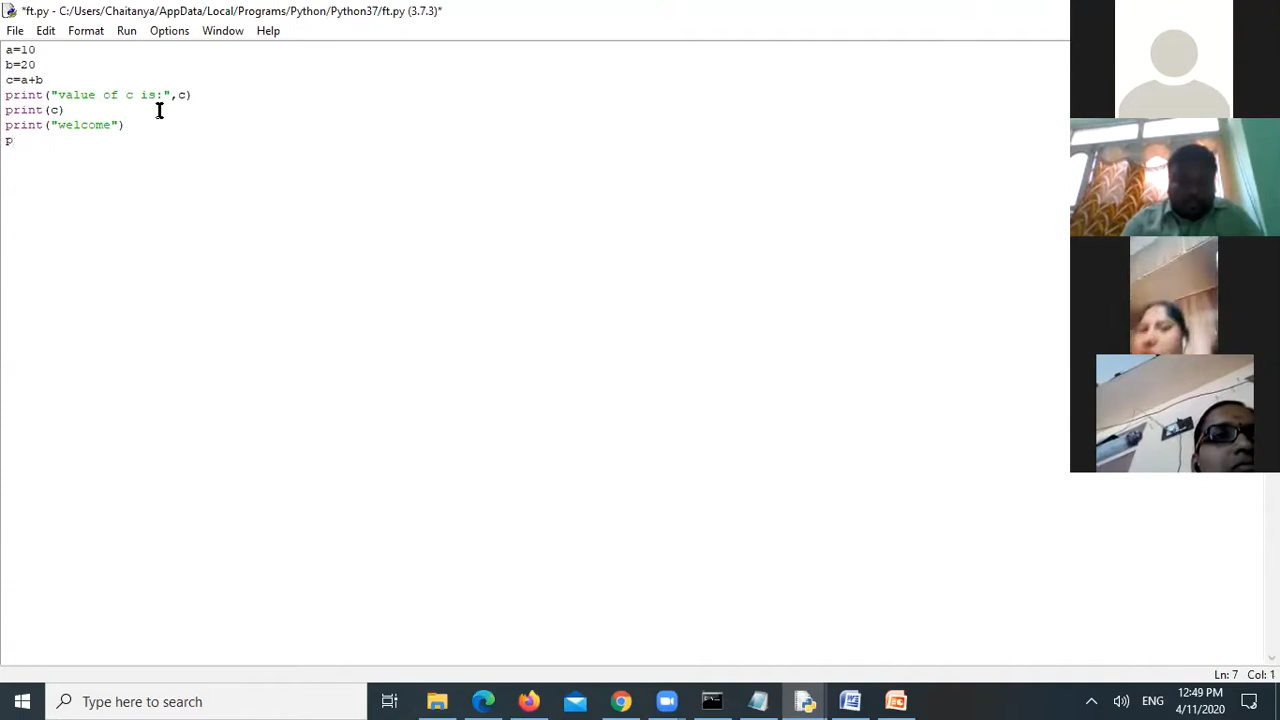 *ft.py - C:/Users/Chaitanya/AppData/Local/Programs/Python/Python37/ft.py (3.7.3)*
File Edit Format Run Options Window Help
a=10
b=20
c=a+b
print("value of c is:",c)
print(c)
print("welcome")
p
Ln: 7 Col: 1
Type here to search
ENG
12:49 PM
4/11/2020